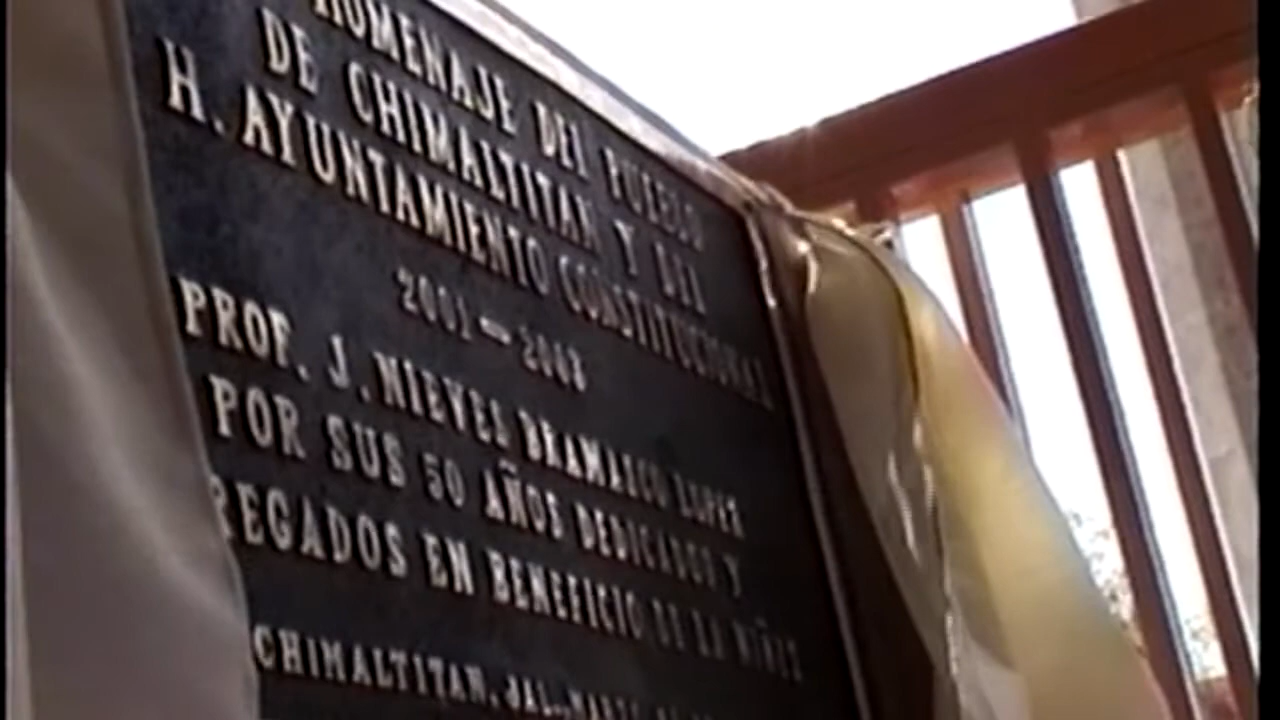 HOMENAJE DEL PUEBLO
DE CHIMALTITAN Y DEL
H. AYUNTAMIENTO CONSTITUCIONAL
2001-2003
PROF. J. NIEVES BRAMASCO LOPEZ
POR SUS 50 AÑOS DEDICADOS Y
REGADOS EN BENEFICIO DE LA NIÑEZ
CHIMALTITAN, JAL.,